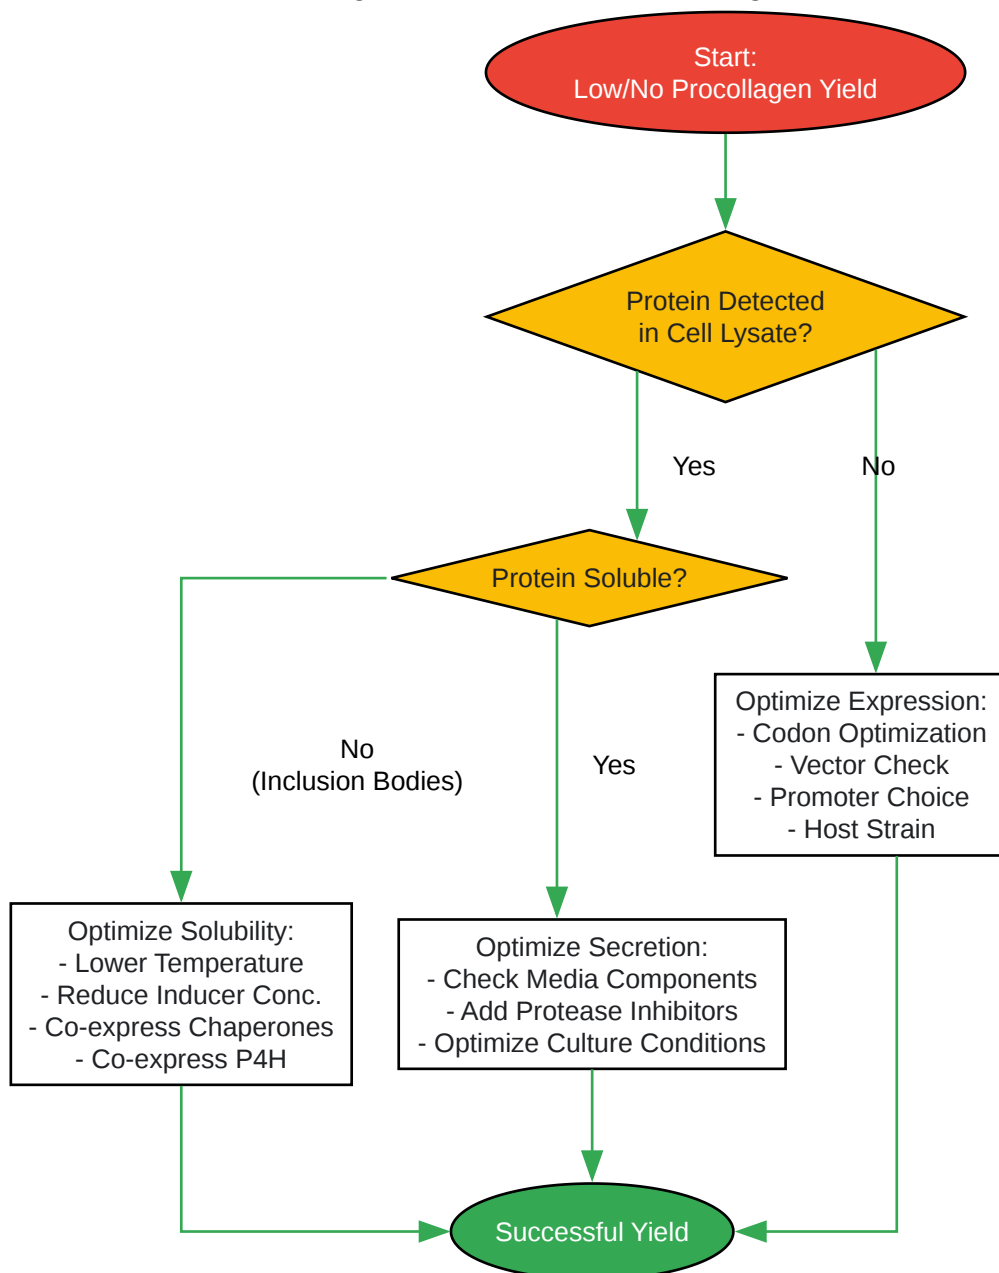 Start:
Low/No Procollagen Yield
Protein Detected
in Cell Lysate?
Yes
No
Protein Soluble?
No
(Inclusion Bodies)
Yes
Optimize Expression:
- Codon Optimization
- Vector Check
- Promoter Choice
- Host Strain
Optimize Solubility:
- Lower Temperature
- Reduce Inducer Conc.
- Co-express Chaperones
- Co-express P4H
Optimize Secretion:
- Check Media Components
- Add Protease Inhibitors
- Optimize Culture Conditions
Successful Yield